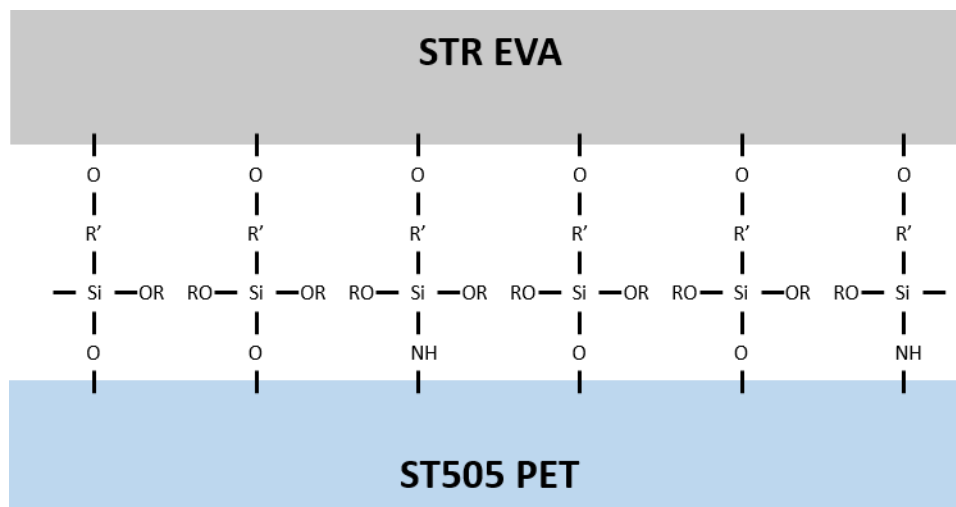 STR EVA
O O O O O O
R’ R’ R’ R’ R’ R’
Si OR RO Si OR RO Si OR RO Si OR RO Si OR RO Si
O O NH O O NH
ST505 PET